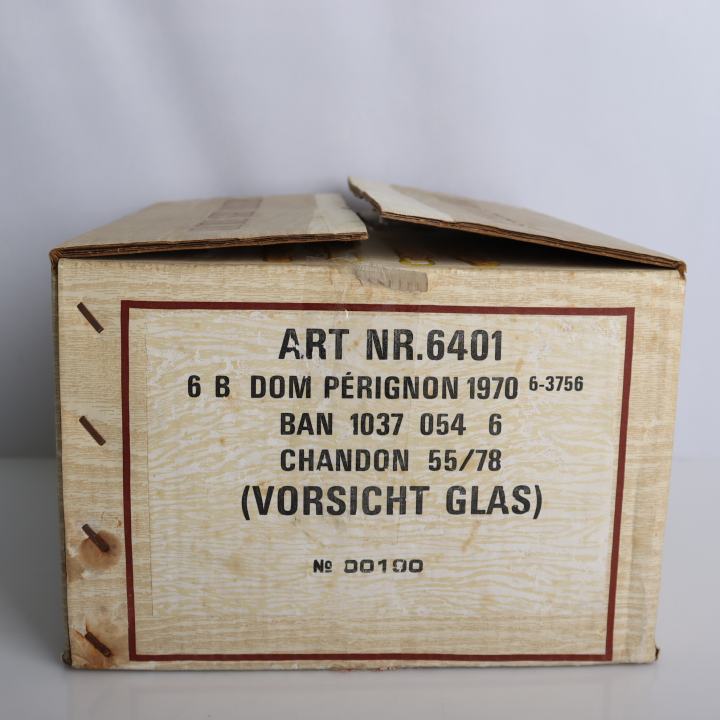 ART NR.6401
6 B DOM PÉRIGNON 1970 6-3756
BAN 1037 054 6
CHANDON 55/78
(VORSICHT GLAS)
Nº 00190